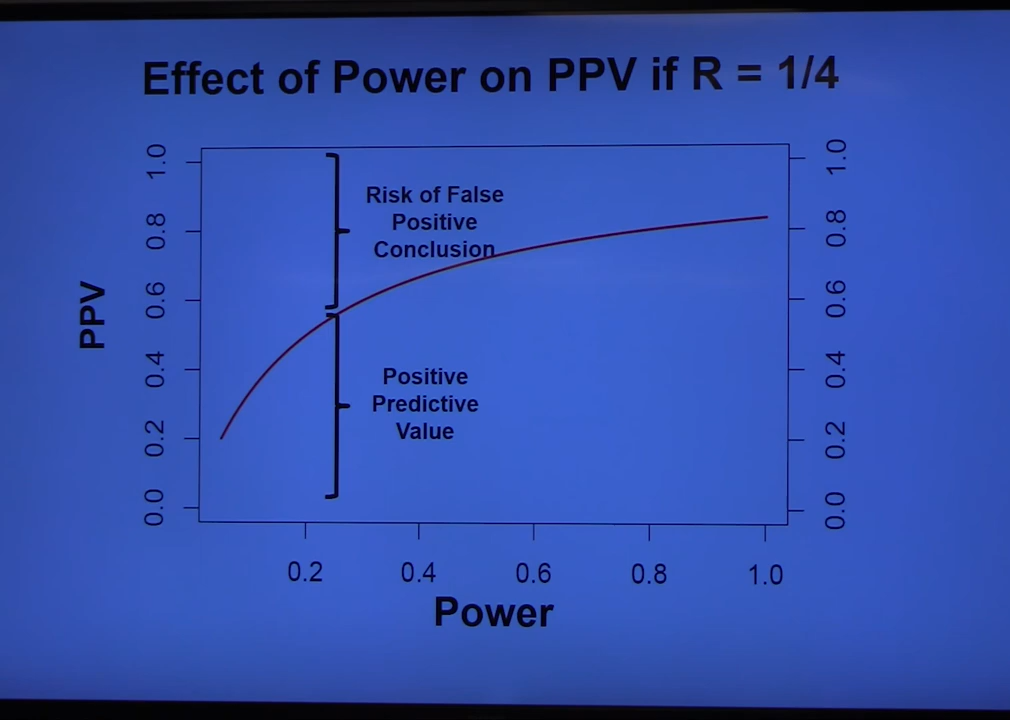 Effect of Power on PPV if R = 1/4
1.0
0.8
0.6
0.4
0.2
0.0
PPV
Risk of False
Positive
Conclusion
Positive
Predictive
Value
1.0
0.8
0.6
0.4
0.2
0.0
0.2
0.4
0.6
0.8
1.0
Power